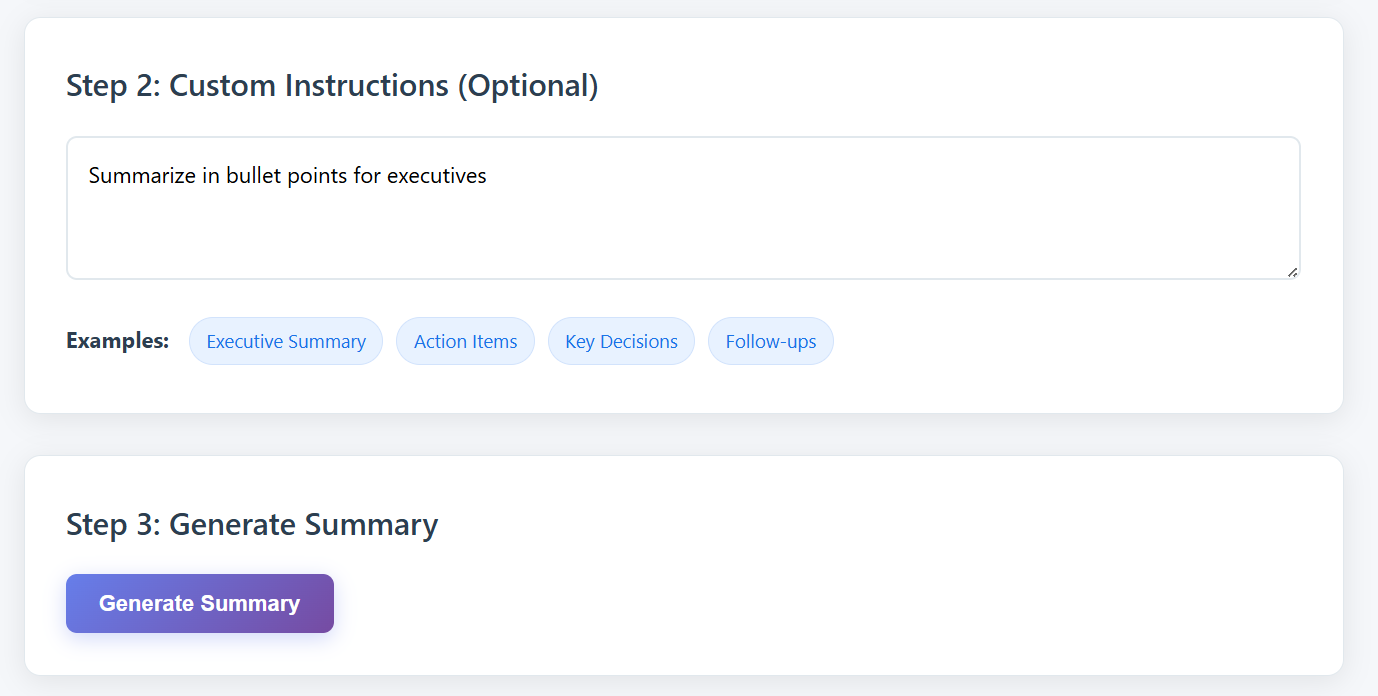 Step 2: Custom Instructions (Optional)
Summarize in bullet points for executives
Examples: Executive Summary Action Items Key Decisions Follow-ups
Step 3: Generate Summary
Generate Summary